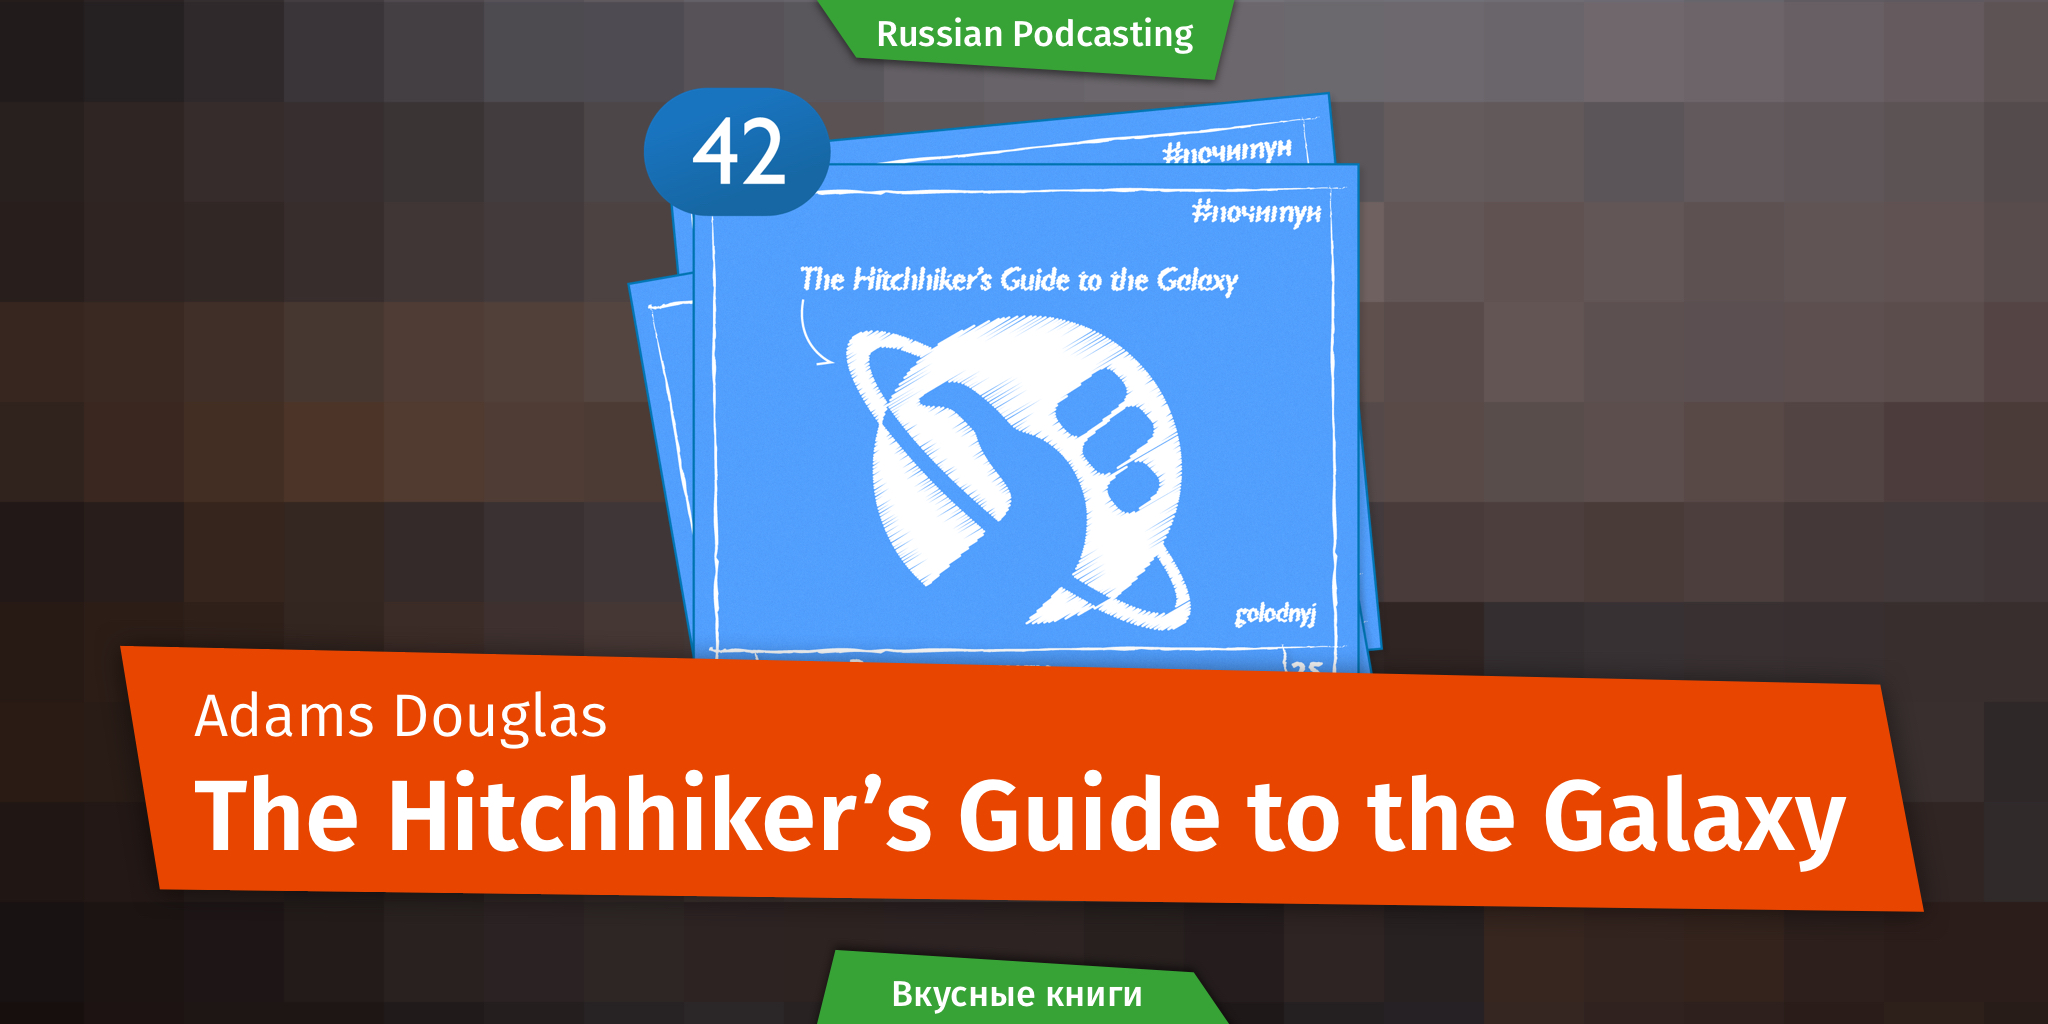 Russian Podcasting
42
#почитун
#почитун
The Hitchhiker's Guide to the Galaxy
golodnyj
25
Adams Douglas
The Hitchhiker’s Guide to the Galaxy
Вкусные книги